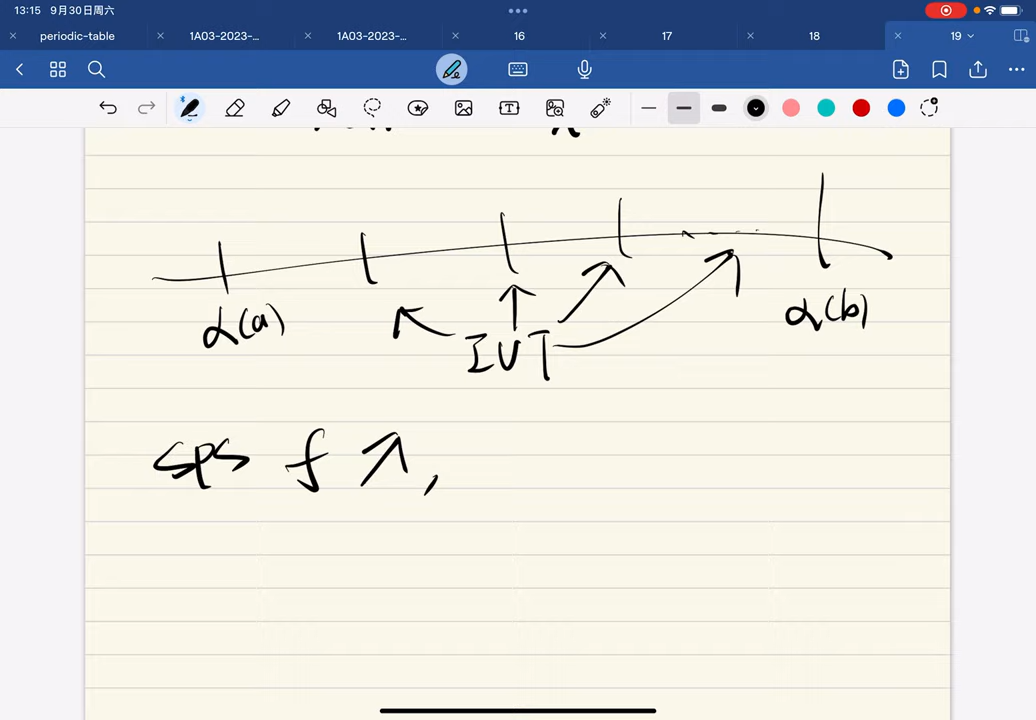 13:15 9月30日周六
periodic-table 1A03-2023-... 1A03-2023-... 16 17 18 19
α(a) α(b)
IVT
sps f ↗,